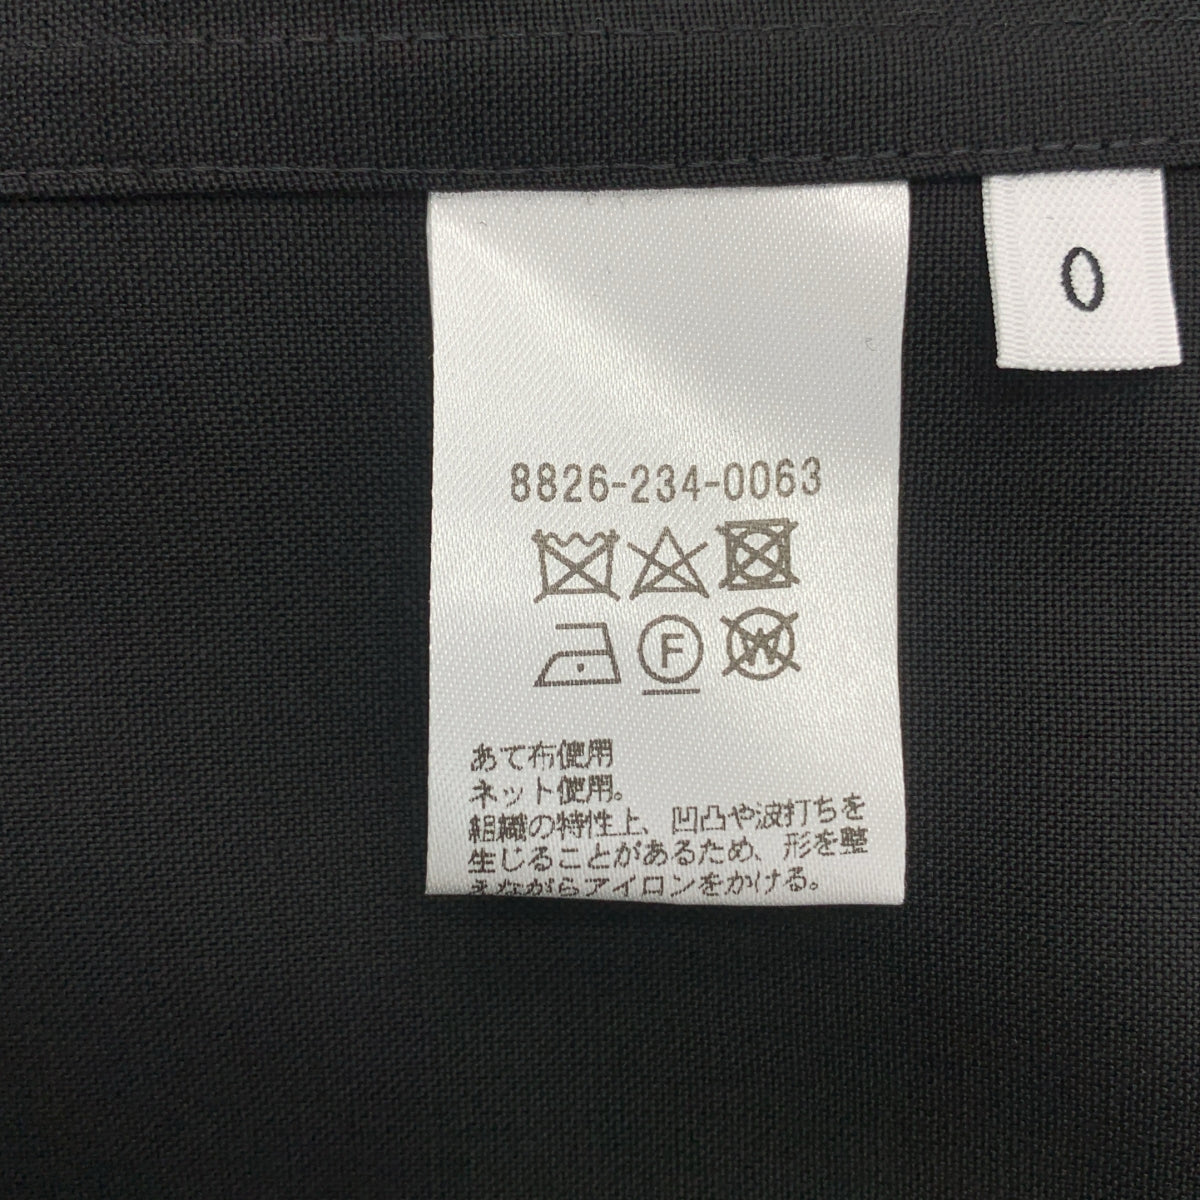 0
8826-234-0063
F
W
あて布使用
ネット使用。
組織の特性上、凹凸や波打ちを
生じることがあるため、形を整
えながらアイロンをかける。